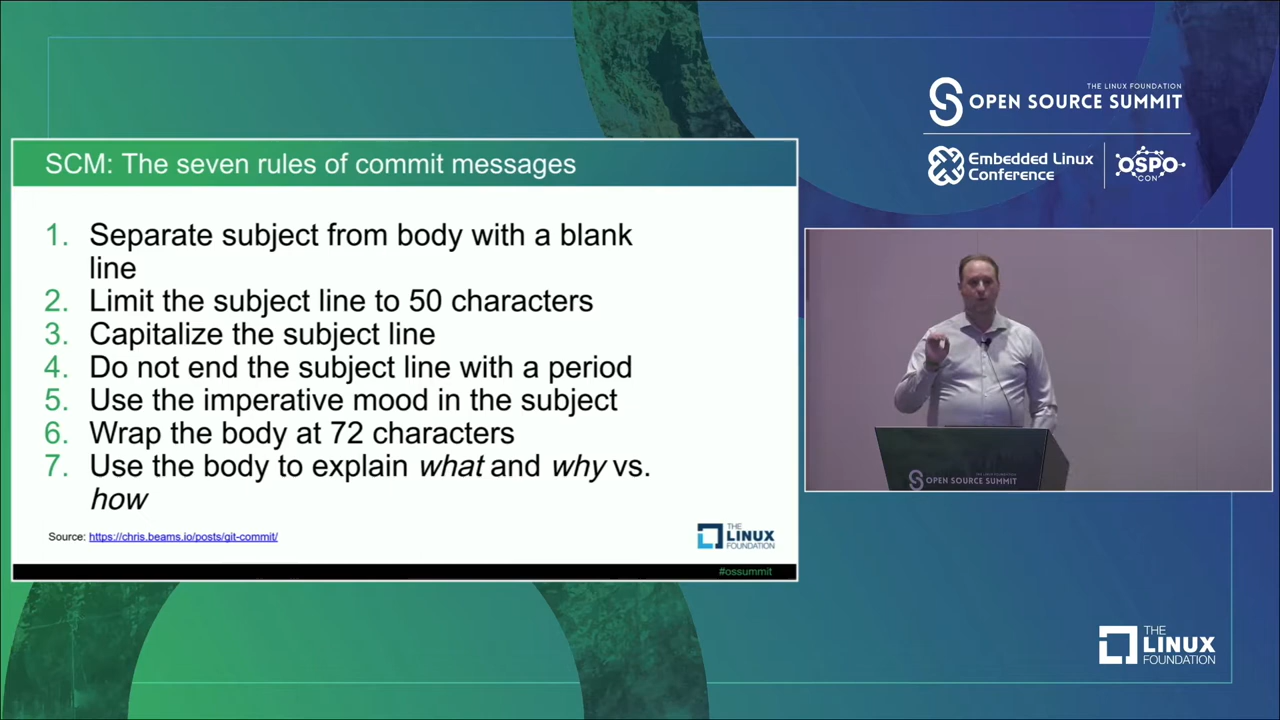 THE LINUX FOUNDATION
OPEN SOURCE SUMMIT
Embedded Linux
Conference
OSPO
CON
SCM: The seven rules of commit messages
1. Separate subject from body with a blank
line
2. Limit the subject line to 50 characters
3. Capitalize the subject line
4. Do not end the subject line with a period
5. Use the imperative mood in the subject
6. Wrap the body at 72 characters
7. Use the body to explain what and why vs.
how
Source: https://chris.beams.io/posts/git-commit/
THE
LINUX
FOUNDATION
#ossummit
THE LINUX FOUNDATION
OPEN SOURCE SUMMIT
THE
LINUX
FOUNDATION